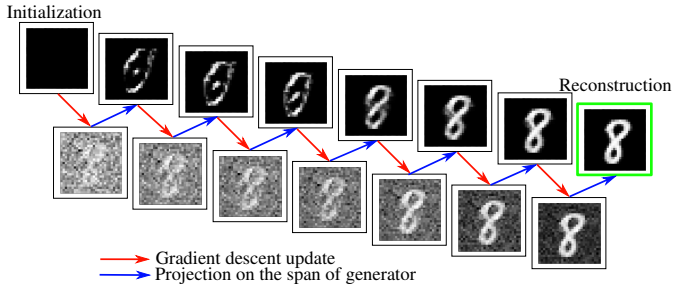 Initialization
Reconstruction
Gradient descent update
Projection on the span of generator